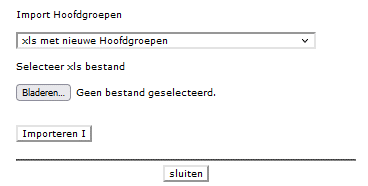 Import Hoofdgroepen
xls met nieuwe Hoofdgroepen
Selecteer xls bestand
Bladeren... Geen bestand geselecteerd.
Importeren I
sluiten